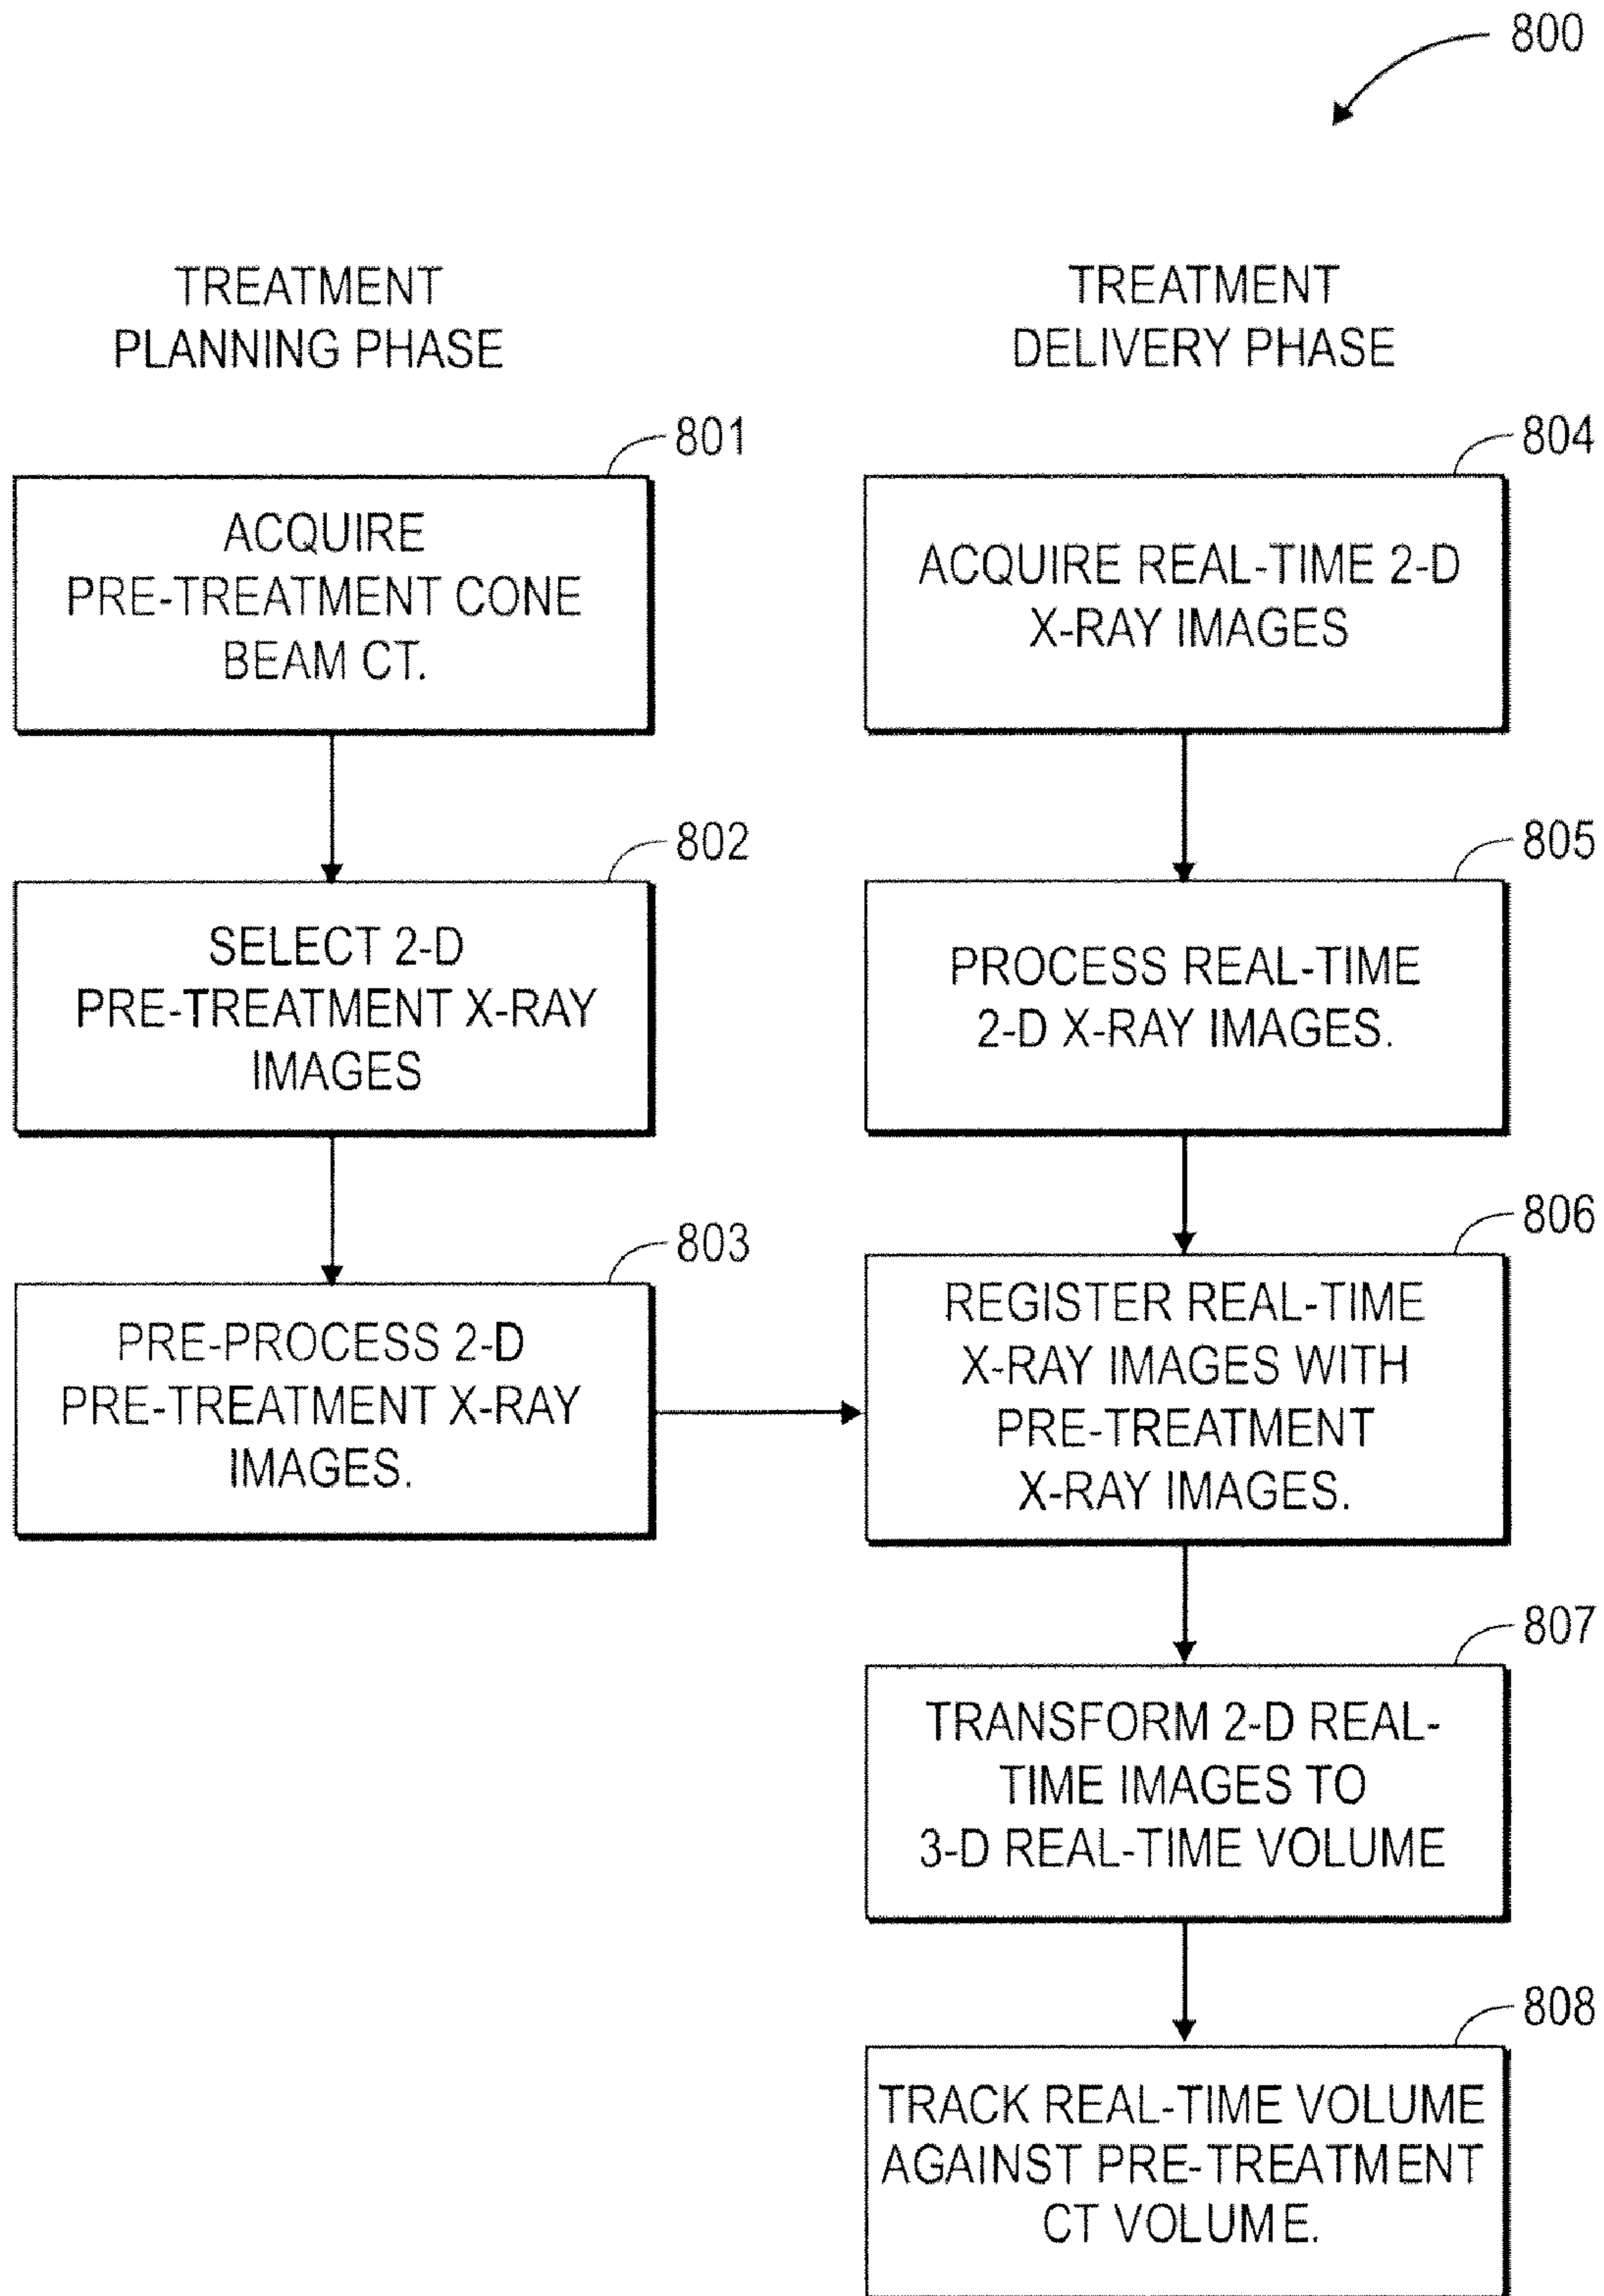 800
TREATMENT
PLANNING PHASE
801
ACQUIRE
PRE-TREATMENT CONE
BEAM CT.
802
SELECT 2-D
PRE-TREATMENT X-RAY
IMAGES
803
PRE-PROCESS 2-D
PRE-TREATMENT X-RAY
IMAGES.
TREATMENT
DELIVERY PHASE
804
ACQUIRE REAL-TIME 2-D
X-RAY IMAGES
805
PROCESS REAL-TIME
2-D X-RAY IMAGES.
806
REGISTER REAL-TIME
X-RAY IMAGES WITH
PRE-TREATMENT
X-RAY IMAGES.
807
TRANSFORM 2-D REAL-
TIME IMAGES TO
3-D REAL-TIME VOLUME
808
TRACK REAL-TIME VOLUME
AGAINST PRE-TREATMENT
CT VOLUME.